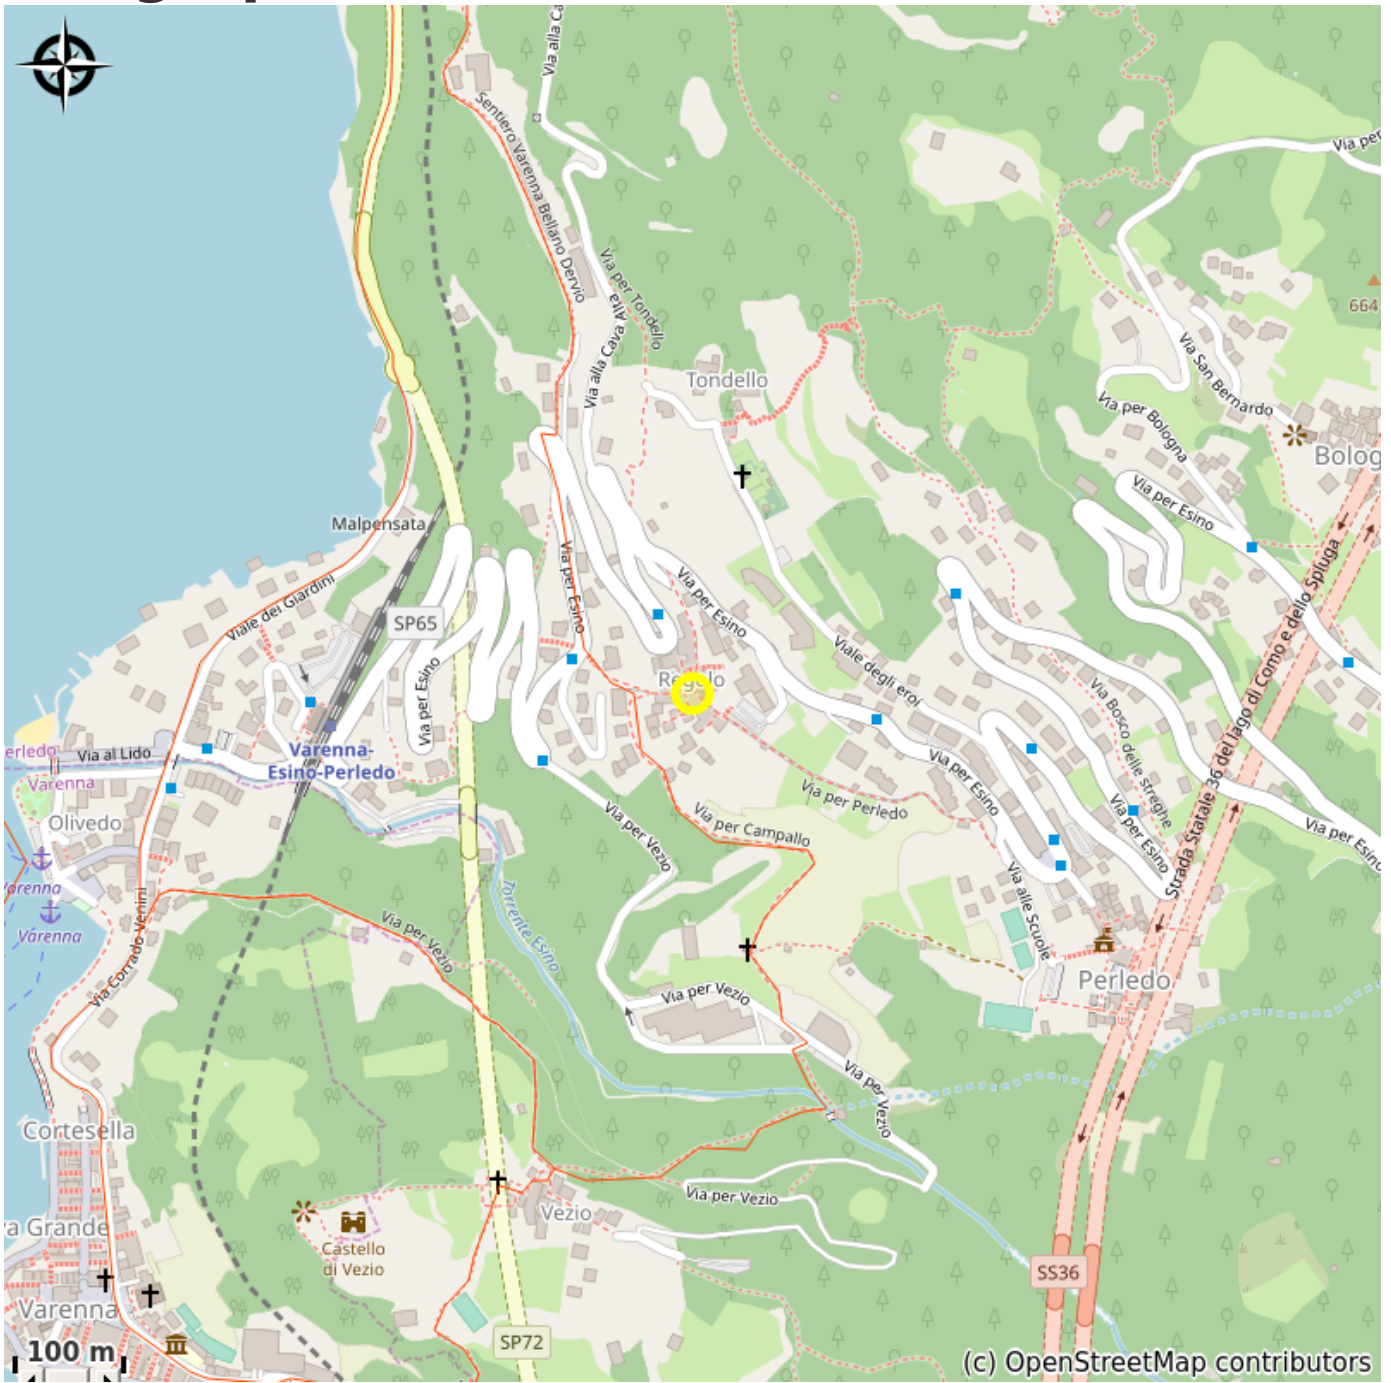 Via alla Ca
Sentiero Varenna Bellano Dervio
Via per
Via per Tondello
Via alla Cava Alta
664
Tondello
Via San Bernardo
Via per Bologna
Bolog
Via per Esino
Malpensata
Via per Esino
Via per Esino
Viale dei Giardini
SP65
Via per Esino
Viale degli eroi
Regolo
Via Bosco delle streghe
Strada Statale 36 del lago di Como e dello Spluga
Via al Lido
erledo
Varenna
Varenna-
Esino-Perledo
Via per Esino
Via per Perledo
Via per Esino
Via per Esino
Olivedo
Via per Vezio
Via per Campallo
Via alle Scuole
Varenna
Varenna
Via Corrado Venini
Via per Vezio
Torrente Esino
Perledo
Via per Vezio
Via per Vezio
Cortesella
Via per Vezio
Vezio
va Grande
Castello
di Vezio
SS36
Varenna
SP72
100 m
(c) OpenStreetMap contributors